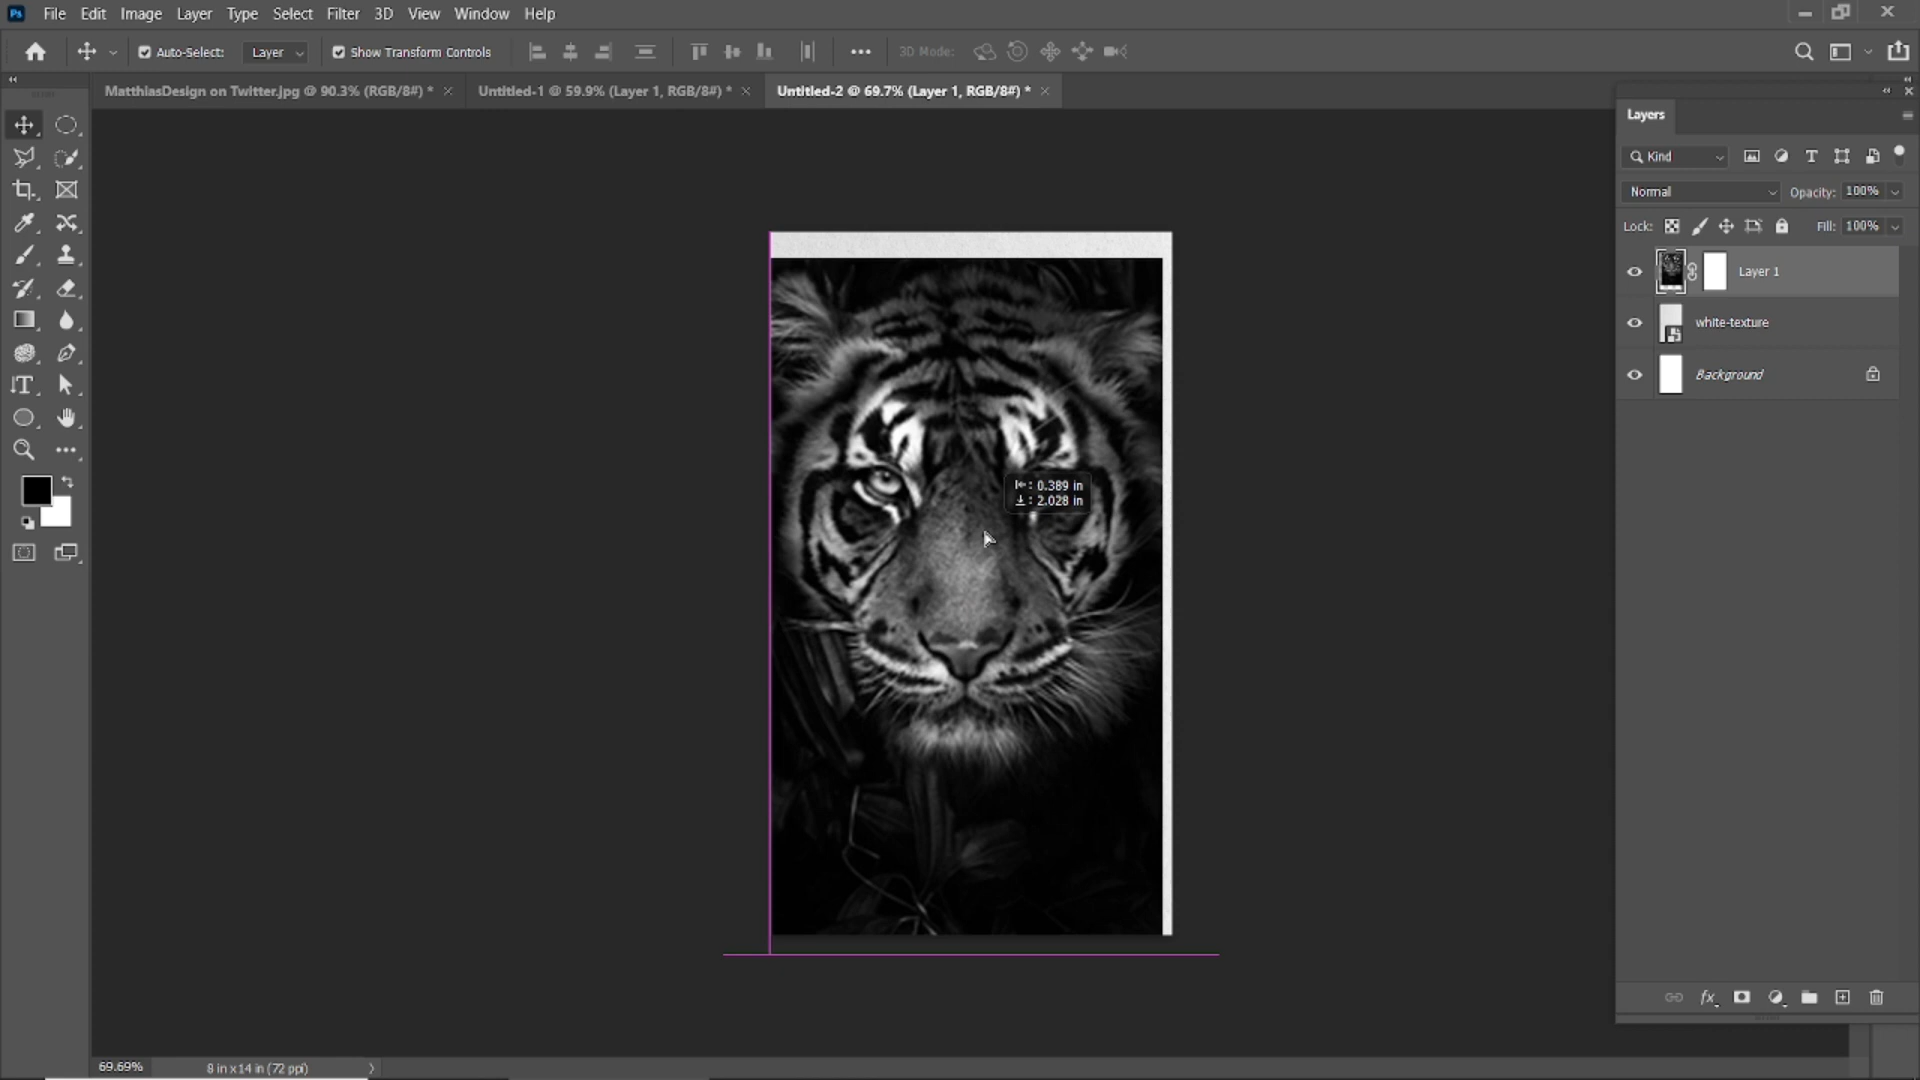 Ps File Edit Image Layer Type Select Filter 3D View Window Help
Auto-Select: Layer Show Transform Controls 3D Mode:
MatthiasDesign on Twitter.jpg @ 90.3% (RGB/8#) * Untitled-1 @ 59.9% (Layer 1, RGB/8#) * Untitled-2 @ 69.7% (Layer 1, RGB/8#) *
Layers
Kind
Normal Opacity: 100%
Lock: Fill: 100%
Layer 1
white-texture
Background
: 0.389 in
: 2.028 in
69.69% 8 in x 14 in (72 ppi)